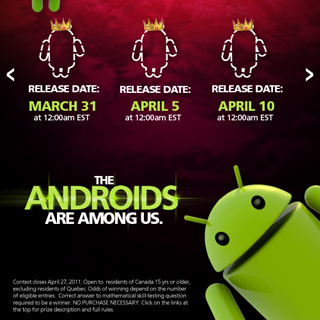 RELEASE DATE: RELEASE DATE: RELEASE DATE:
MARCH 31 APRIL 5 APRIL 10
at 12:00am EST at 12:00am EST at 12:00am EST
THE
ANDROIDS
ARE AMONG US.
Contest closes April 27, 2011. Open to residents of Canada 15 yrs or older,
excluding residents of Quebec. Odds of winning depend on the number
of eligible entries. Correct answer to mathematical skill-testing question
required to be a winner. NO PURCHASE NECESSARY. Click on the links at
the top for prize description and full rules.